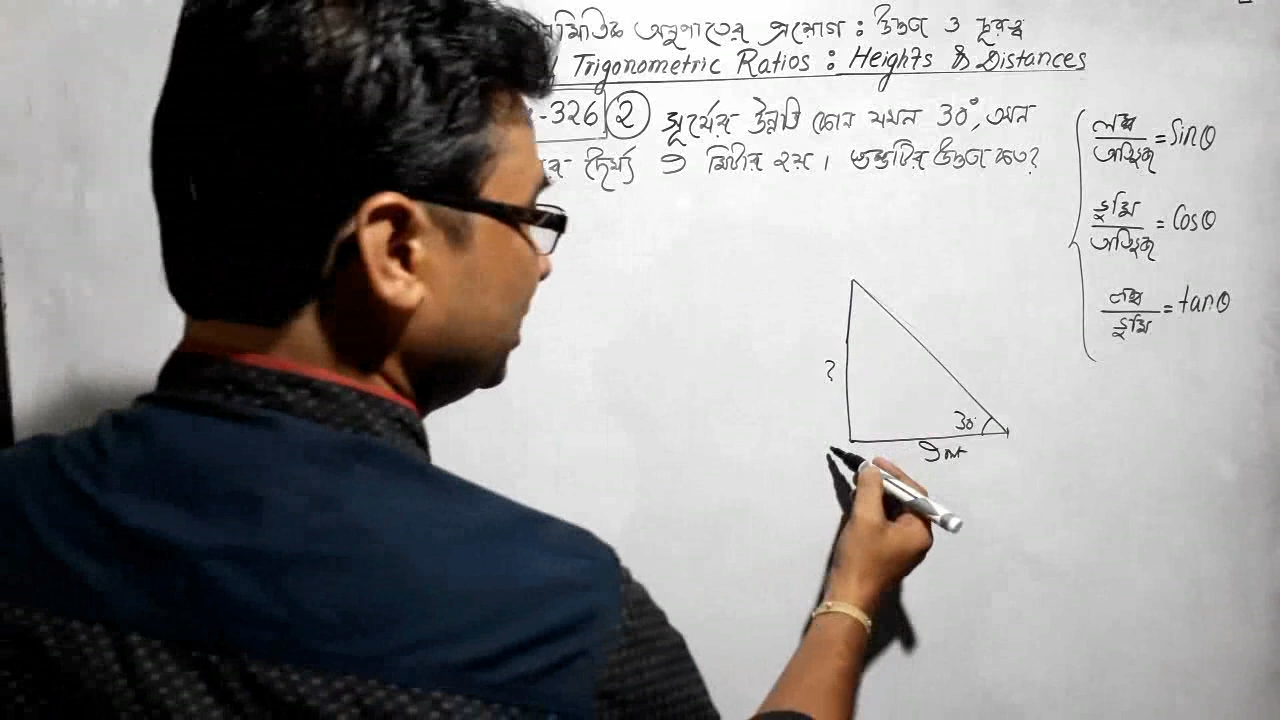 অনুপাতের প্রয়োগ : উচ্চতা ও দূরত্ব
Trigonometric Ratios : Heights & Distances
-326 ② সূর্যের উন্নতি কোন যখন 30°,
দৈর্ঘ্য 9 মিটার হয় । স্তম্ভটির উচ্চতা কত?
লম্ব/অতিভুজ = Sinθ
ভূমি/অতিভুজ = Cosθ
লম্ব/ভূমি = tanθ
?
30°
9m